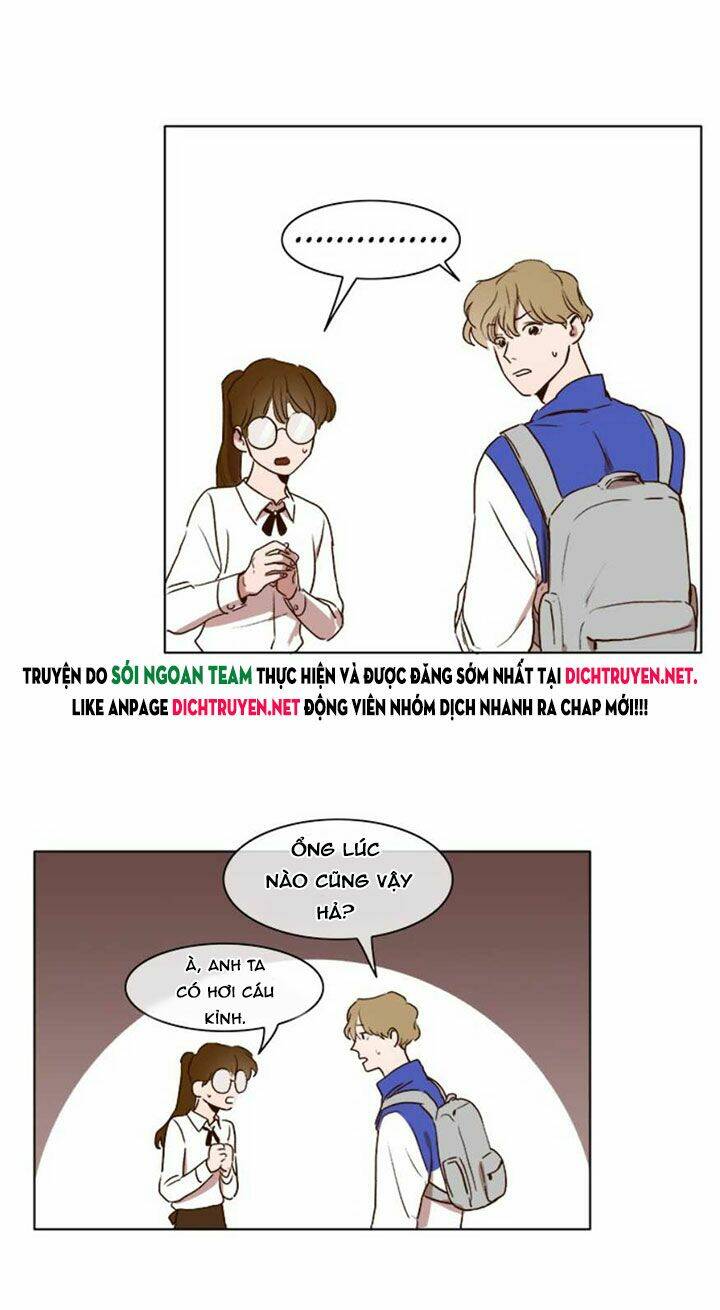 ...............
TRUYỆN DO SÓI NGOAN TEAM THỰC HIỆN VÀ ĐƯỢC ĐĂNG SỚM NHẤT TẠI DICHTRUYEN.NET.
LIKE ANPAGE DICHTRUYEN.NET ĐỘNG VIÊN NHÓM DỊCH NHANH RA CHAP MỚI!!!
ỔNG LÚC
NÀO CŨNG VẬY
HẢ?
À, ANH TA
CÓ HƠI CÁU
KỈNH.